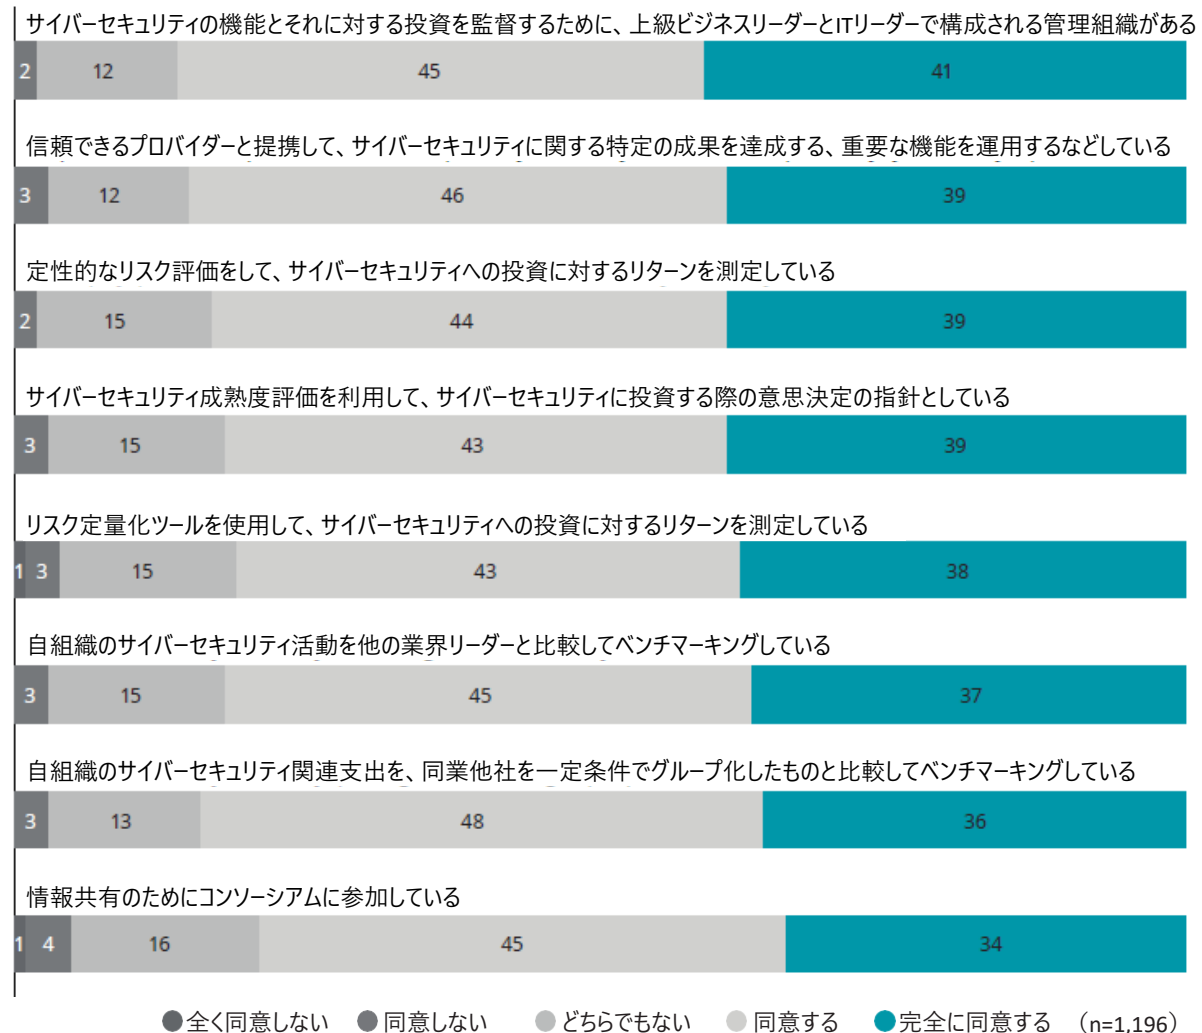 サイバーセキュリティの機能とそれに対する投資を監督するために、上級ビジネスリーダーとITリーダーで構成される管理組織がある
2 12 45 41
信頼できるプロバイダーと提携して、サイバーセキュリティに関する特定の成果を達成する、重要な機能を運用するなどしている
3 12 46 39
定性的なリスク評価をして、サイバーセキュリティへの投資に対するリターンを測定している
2 15 44 39
サイバーセキュリティ成熟度評価を利用して、サイバーセキュリティに投資する際の意思決定の指針としている
3 15 43 39
リスク定量化ツールを使用して、サイバーセキュリティへの投資に対するリターンを測定している
1 3 15 43 38
自組織のサイバーセキュリティ活動を他の業界リーダーと比較してベンチマーキングしている
3 15 45 37
自組織のサイバーセキュリティ関連支出を、同業他社を一定条件でグループ化したものと比較してベンチマーキングしている
3 13 48 36
情報共有のためにコンソーシアムに参加している
1 4 16 45 34
全く同意しない 同意しない どちらでもない 同意する 完全に同意する (n=1,196)